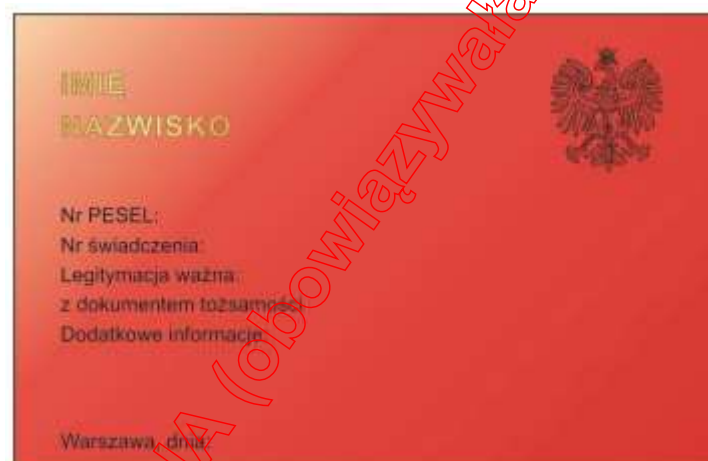 IMIĘ
NAZWISKO
Nr PESEL:
Nr świadczenia:
Legitymacja ważna:
z dokumentem tożsamości
Dodatkowe informacje:
Warszawa, dnia:
(obowiązywała